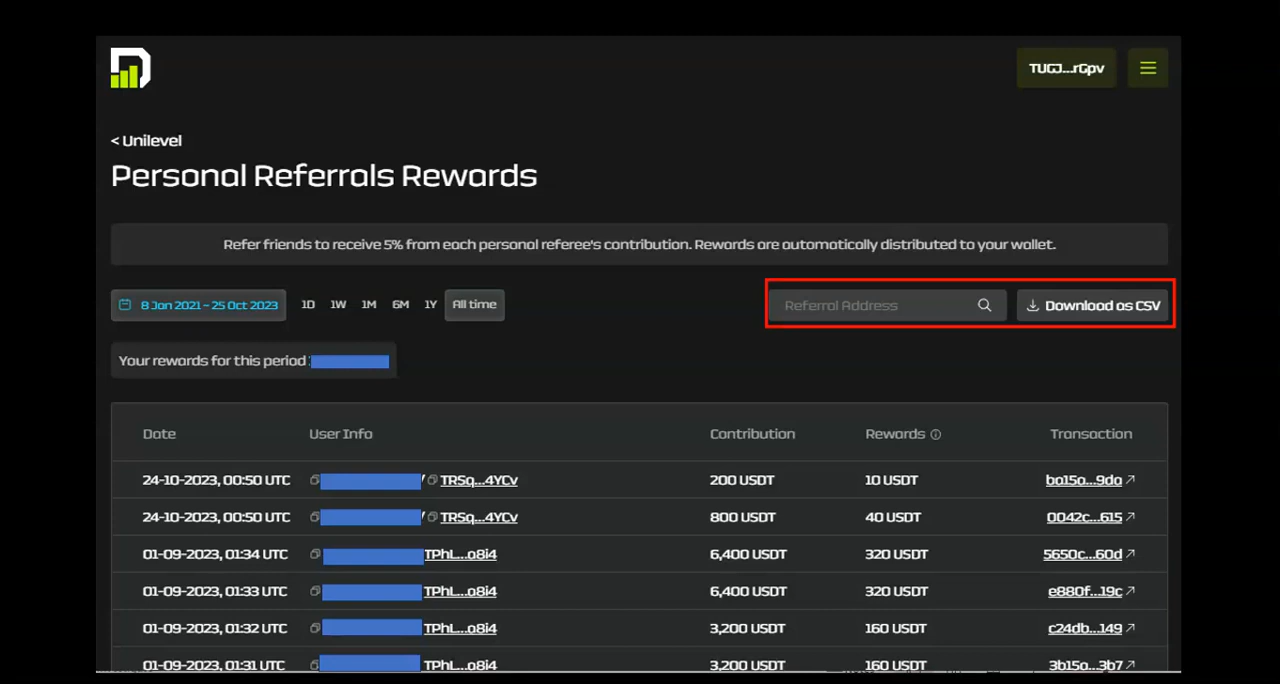 TUGJ...rGpv
< Unilevel
Personal Referrals Rewards
Refer friends to receive 5% from each personal referee's contribution. Rewards are automatically distributed to your wallet.
8 Jan 2021 - 25 Oct 2023 1D 1W 1M 6M 1Y All time Referral Address Download as CSV
Your rewards for this period:
Date User Info Contribution Rewards Transaction
24-10-2023, 00:50 UTC / TRSq...4YCv 200 USDT 10 USDT ba15a...9da
24-10-2023, 00:50 UTC / TRSq...4YCv 800 USDT 40 USDT 0042c...615
01-09-2023, 01:34 UTC TPhL...a8i4 6,400 USDT 320 USDT 5650c...60d
01-09-2023, 01:33 UTC TPhL...a8i4 6,400 USDT 320 USDT e880f...19c
01-09-2023, 01:32 UTC TPhL...a8i4 3,200 USDT 160 USDT c24db...149
01-09-2023, 01:31 UTC TPhL...a8i4 3,200 USDT 160 USDT 3b15a...3b7